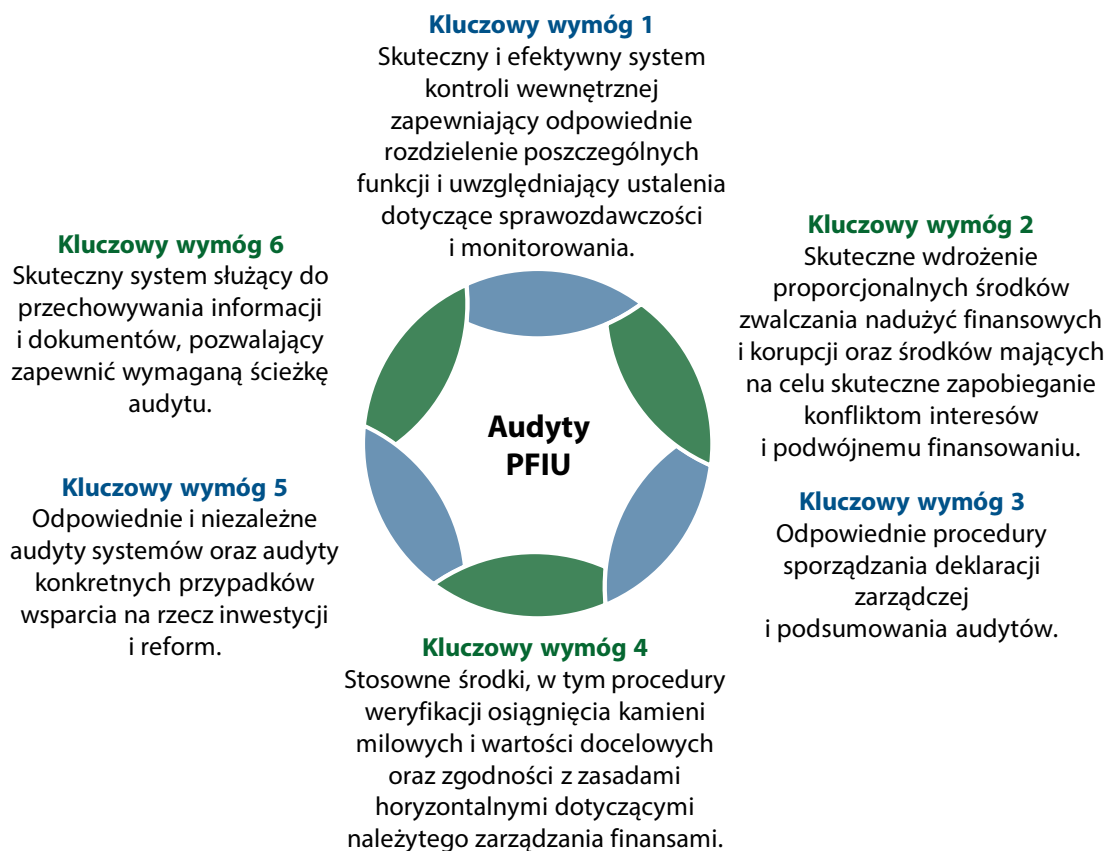 Kluczowy wymóg 1
Skuteczny i efektywny system
kontroli wewnętrznej
zapewniający odpowiednie
rozdzielenie poszczególnych
funkcji i uwzględniający ustalenia
dotyczące sprawozdawczości
i monitorowania.
Kluczowy wymóg 2
Skuteczne wdrożenie
proporcjonalnych środków
zwalczania nadużyć finansowych
i korupcji oraz środków mających
na celu skuteczne zapobieganie
konfliktom interesów
i podwójnemu finansowaniu.
Kluczowy wymóg 3
Odpowiednie procedury
sporządzania deklaracji
zarządczej
i podsumowania audytów.
Kluczowy wymóg 4
Stosowne środki, w tym procedury
weryfikacji osiągnięcia kamieni
milowych i wartości docelowych
oraz zgodności z zasadami
horyzontalnymi dotyczącymi
należytego zarządzania finansami.
Kluczowy wymóg 5
Odpowiednie i niezależne
audyty systemów oraz audyty
konkretnych przypadków
wsparcia na rzecz inwestycji
i reform.
Kluczowy wymóg 6
Skuteczny system służący do
przechowywania informacji
i dokumentów, pozwalający
zapewnić wymaganą ścieżkę
audytu.
Audyty
PFIU